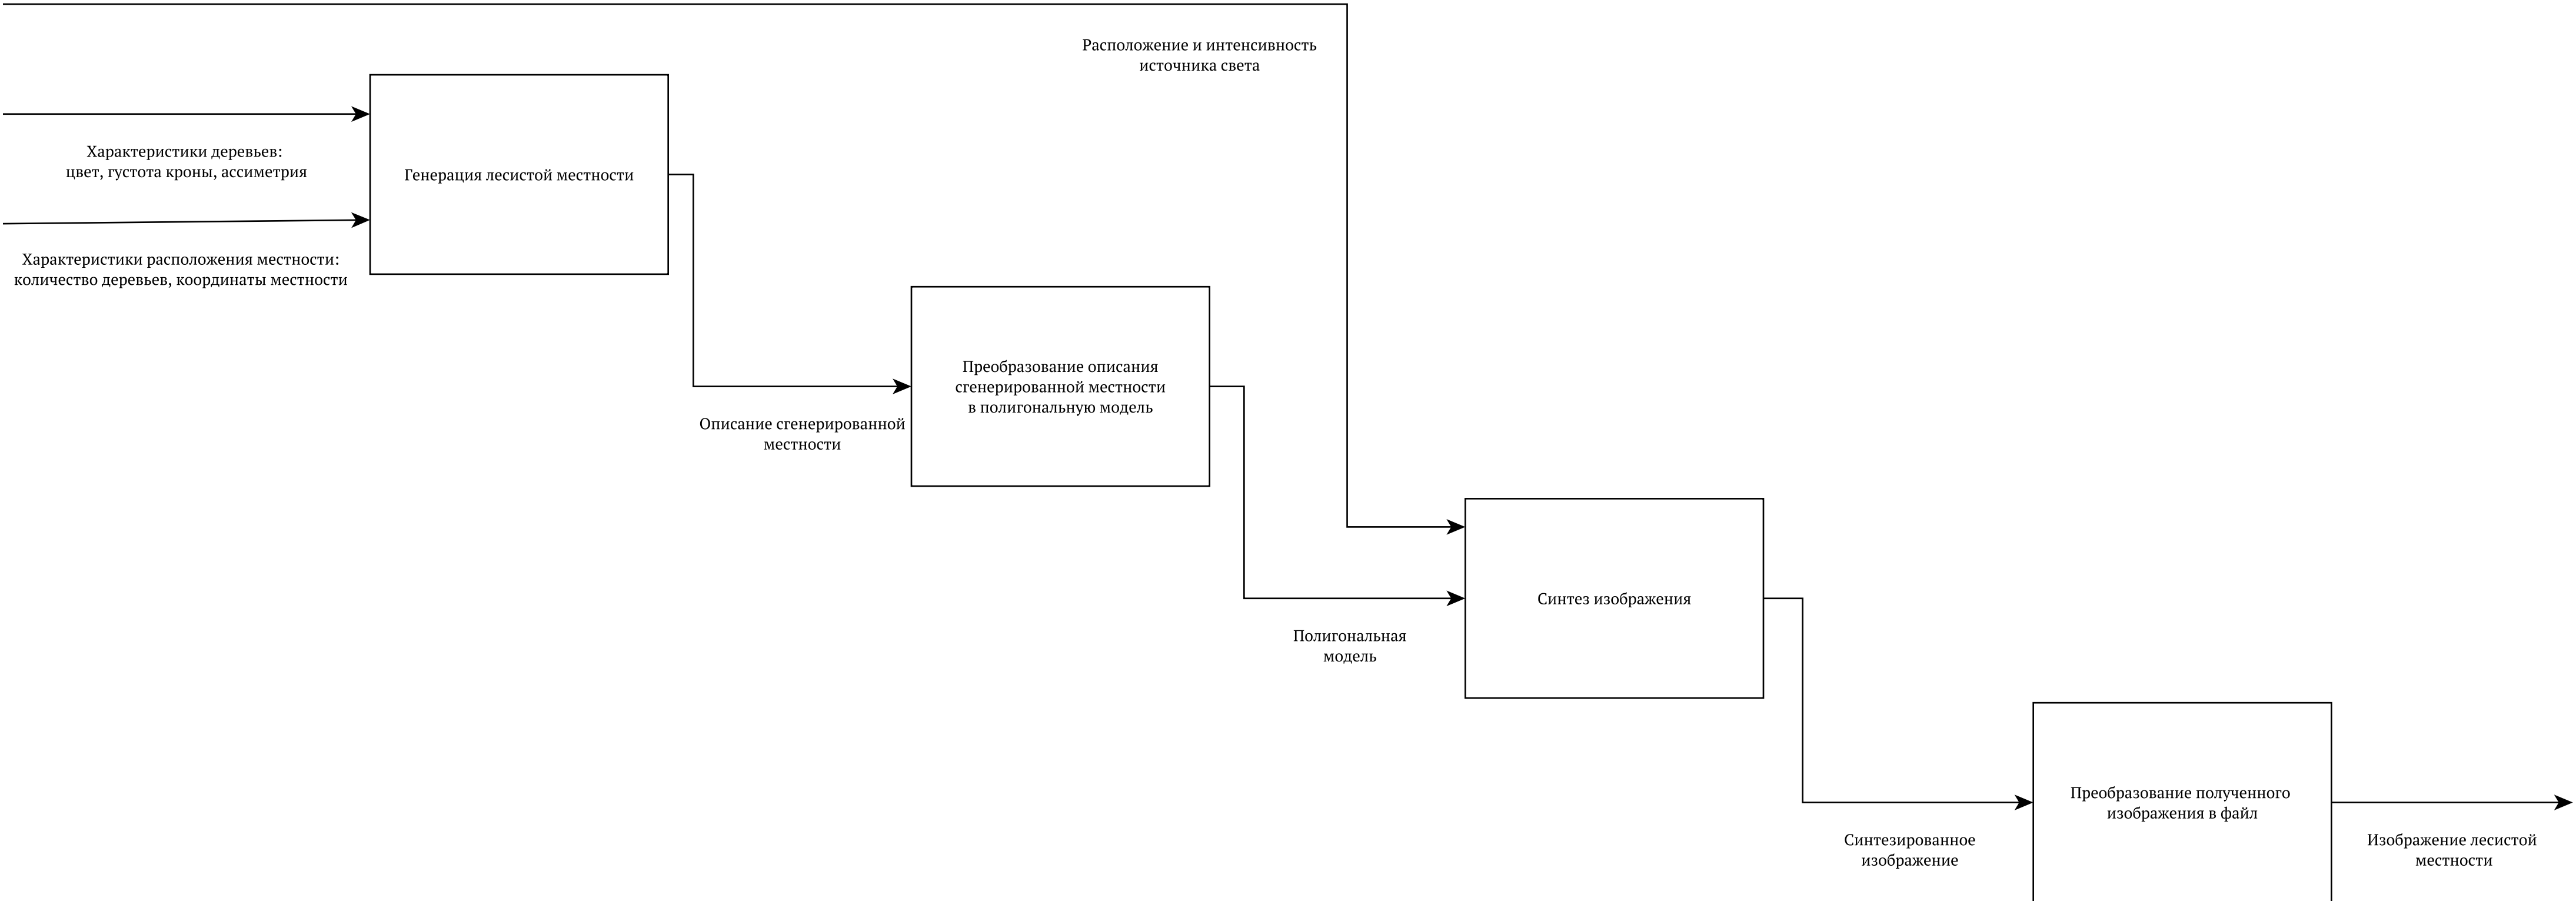 Расположение и интенсивность
источника света
Характеристики деревьев:
цвет, густота кроны, ассиметрия
Генерация лесистой местности
Характеристики расположения местности:
количество деревьев, координаты местности
Преобразование описания
сгенерированной местности
в полигональную модель
Описание сгенерированной
местности
Синтез изображения
Полигональная
модель
Преобразование полученного
изображения в файл
Синтезированное
изображение
Изображение лесистой
местности